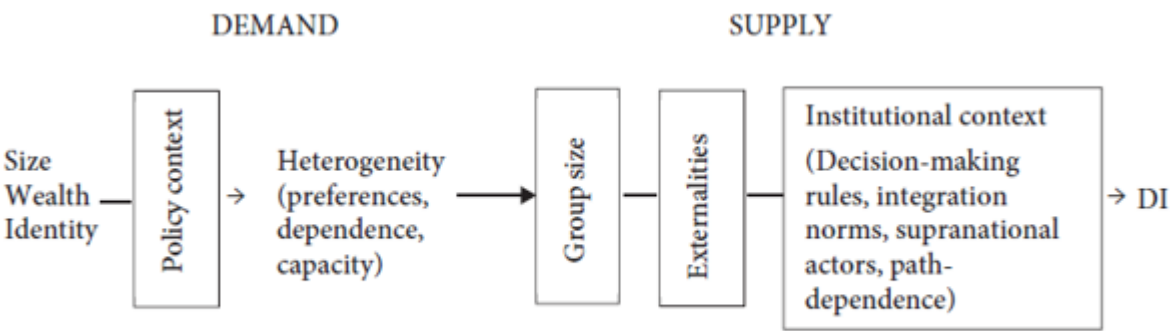 DEMAND
SUPPLY
Size
Wealth
Identity
Policy context
Heterogeneity
(preferences,
dependence,
capacity)
Group size
Externalities
Institutional context
(Decision-making
rules, integration
norms, supranational
actors, path-
dependence)
DI